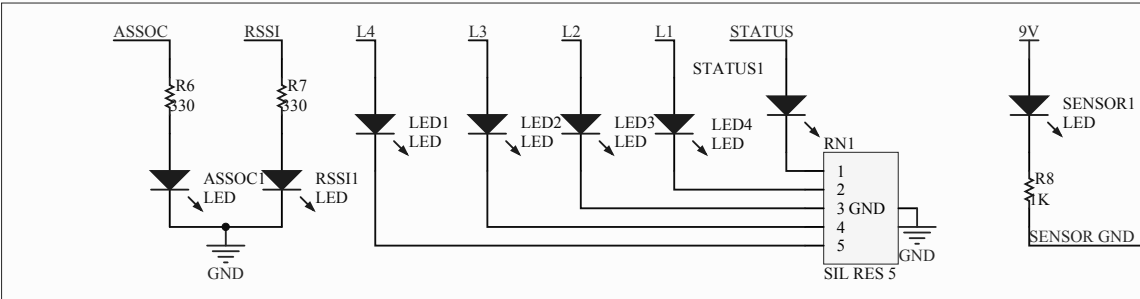 ASSOC
RSSI
L4
L3
L2
L1
STATUS
9V
STATUS1
R6
330
R7
330
LED1
LED
LED2
LED
LED3
LED
LED4
LED
SENSOR1
LED
RN1
1
2
3 GND
4
5
SIL RES 5
GND
ASSOC1
LED
RSSI1
LED
GND
R8
1K
SENSOR GND